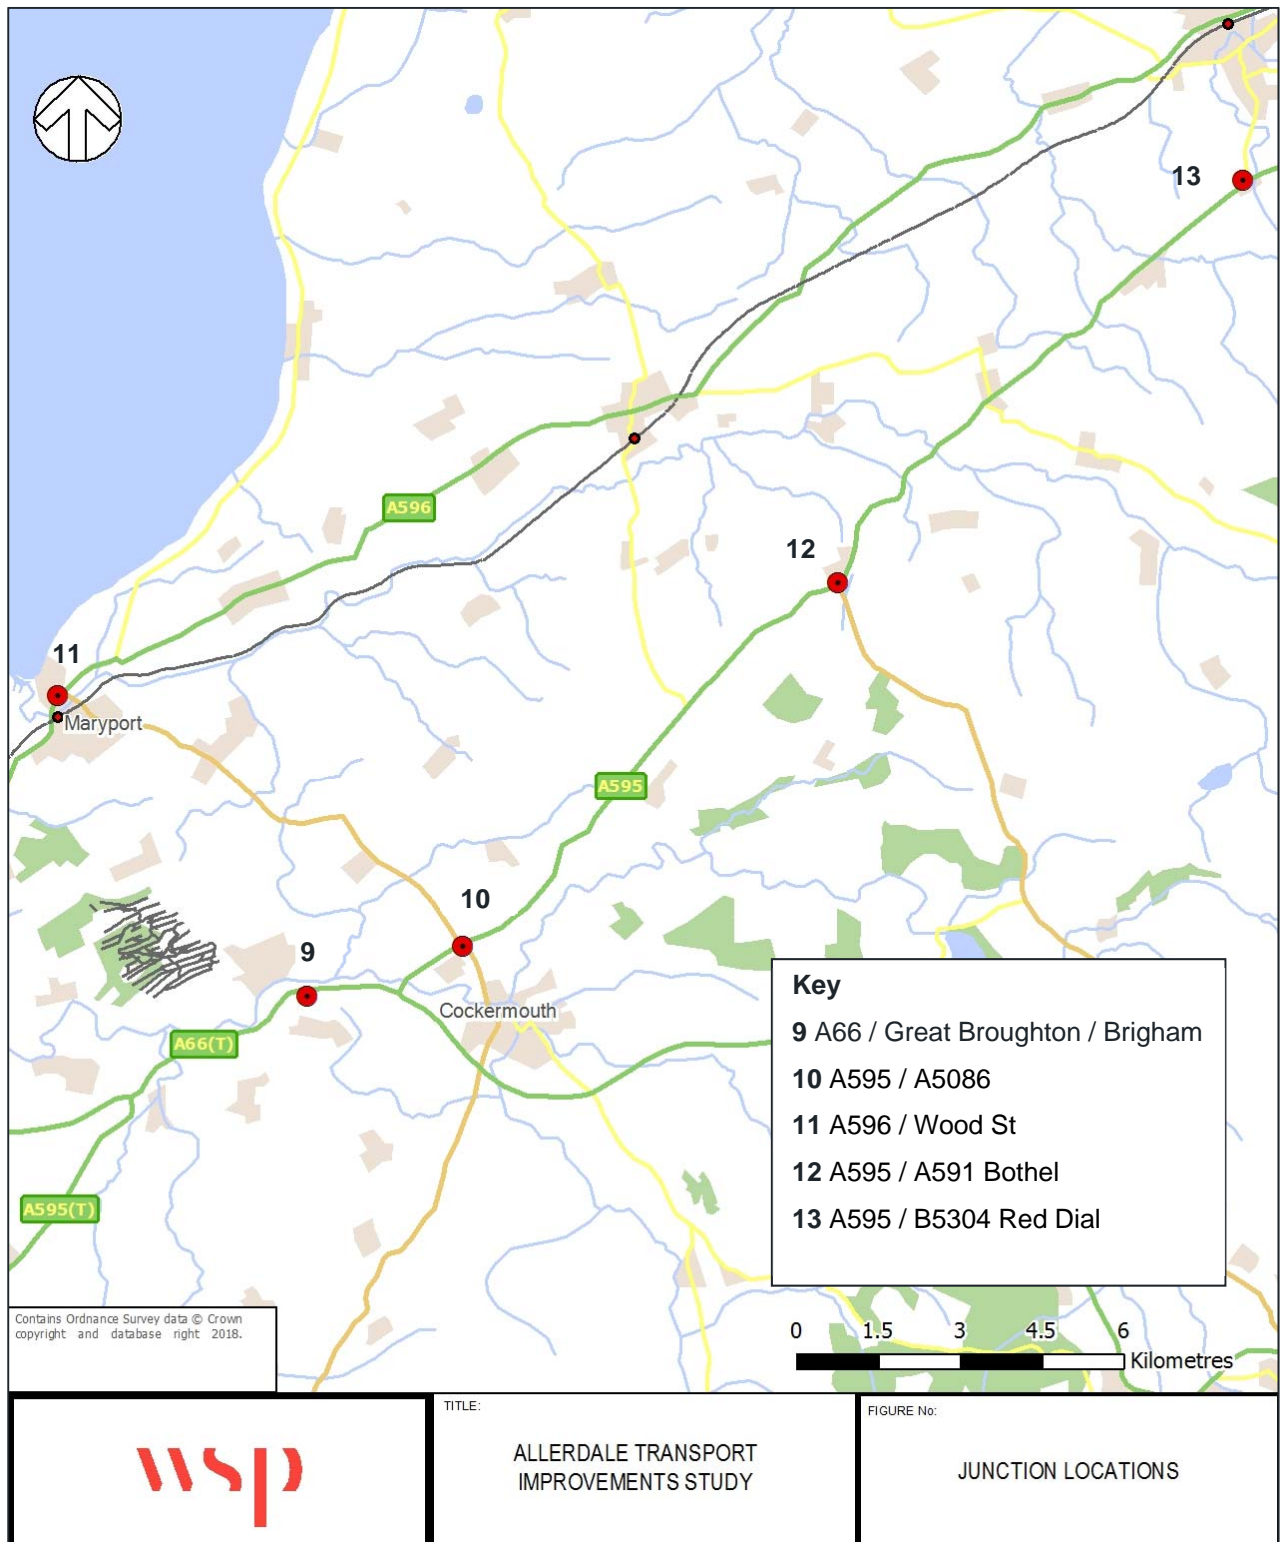 13
A596
12
11
Maryport
A595
10
9
Cockermouth
A66(T)
A595(T)
Key
9 A66 / Great Broughton / Brigham
10 A595 / A5086
11 A596 / Wood St
12 A595 / A591 Bothel
13 A595 / B5304 Red Dial
0 1.5 3 4.5 6
Kilometres
Contains Ordnance Survey data © Crown
copyright and database right 2018.
wsp
TITLE:
ALLERDALE TRANSPORT
IMPROVEMENTS STUDY
FIGURE No:
JUNCTION LOCATIONS